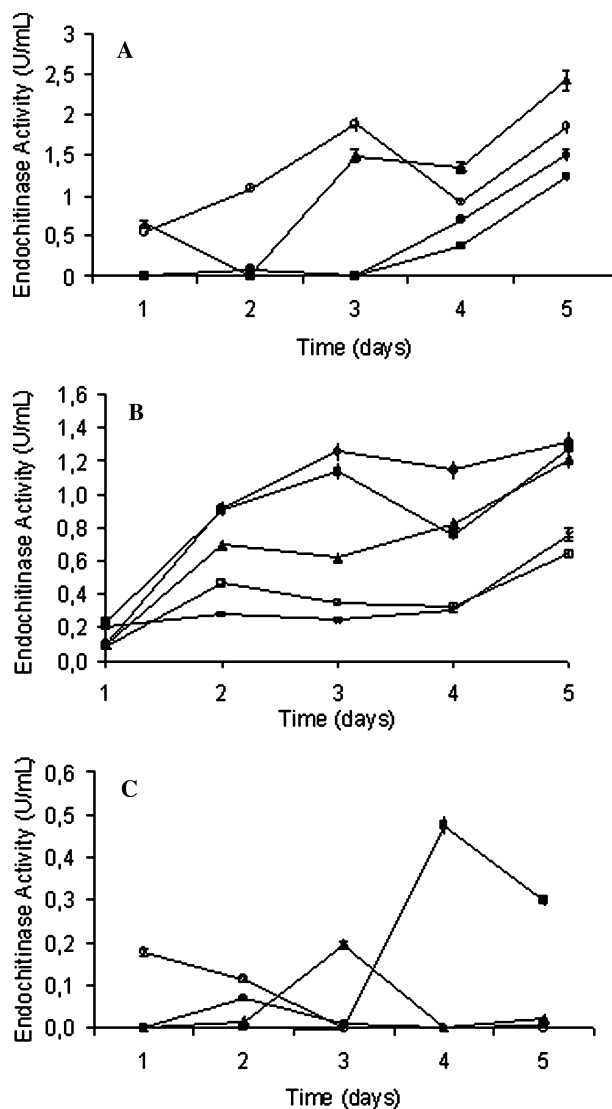 A
Endochitinase Activity (U/mL)
3
2,5
2
1,5
1
0,5
0
1 2 3 4 5
Time (days)
B
Endochitinase Activity (U/mL)
1,6
1,4
1,2
1,0
0,8
0,6
0,4
0,2
0,0
1 2 3 4 5
Time (days)
C
Endochitinase Activity (U/mL)
0,6
0,5
0,4
0,3
0,2
0,1
0,0
1 2 3 4 5
Time (days)